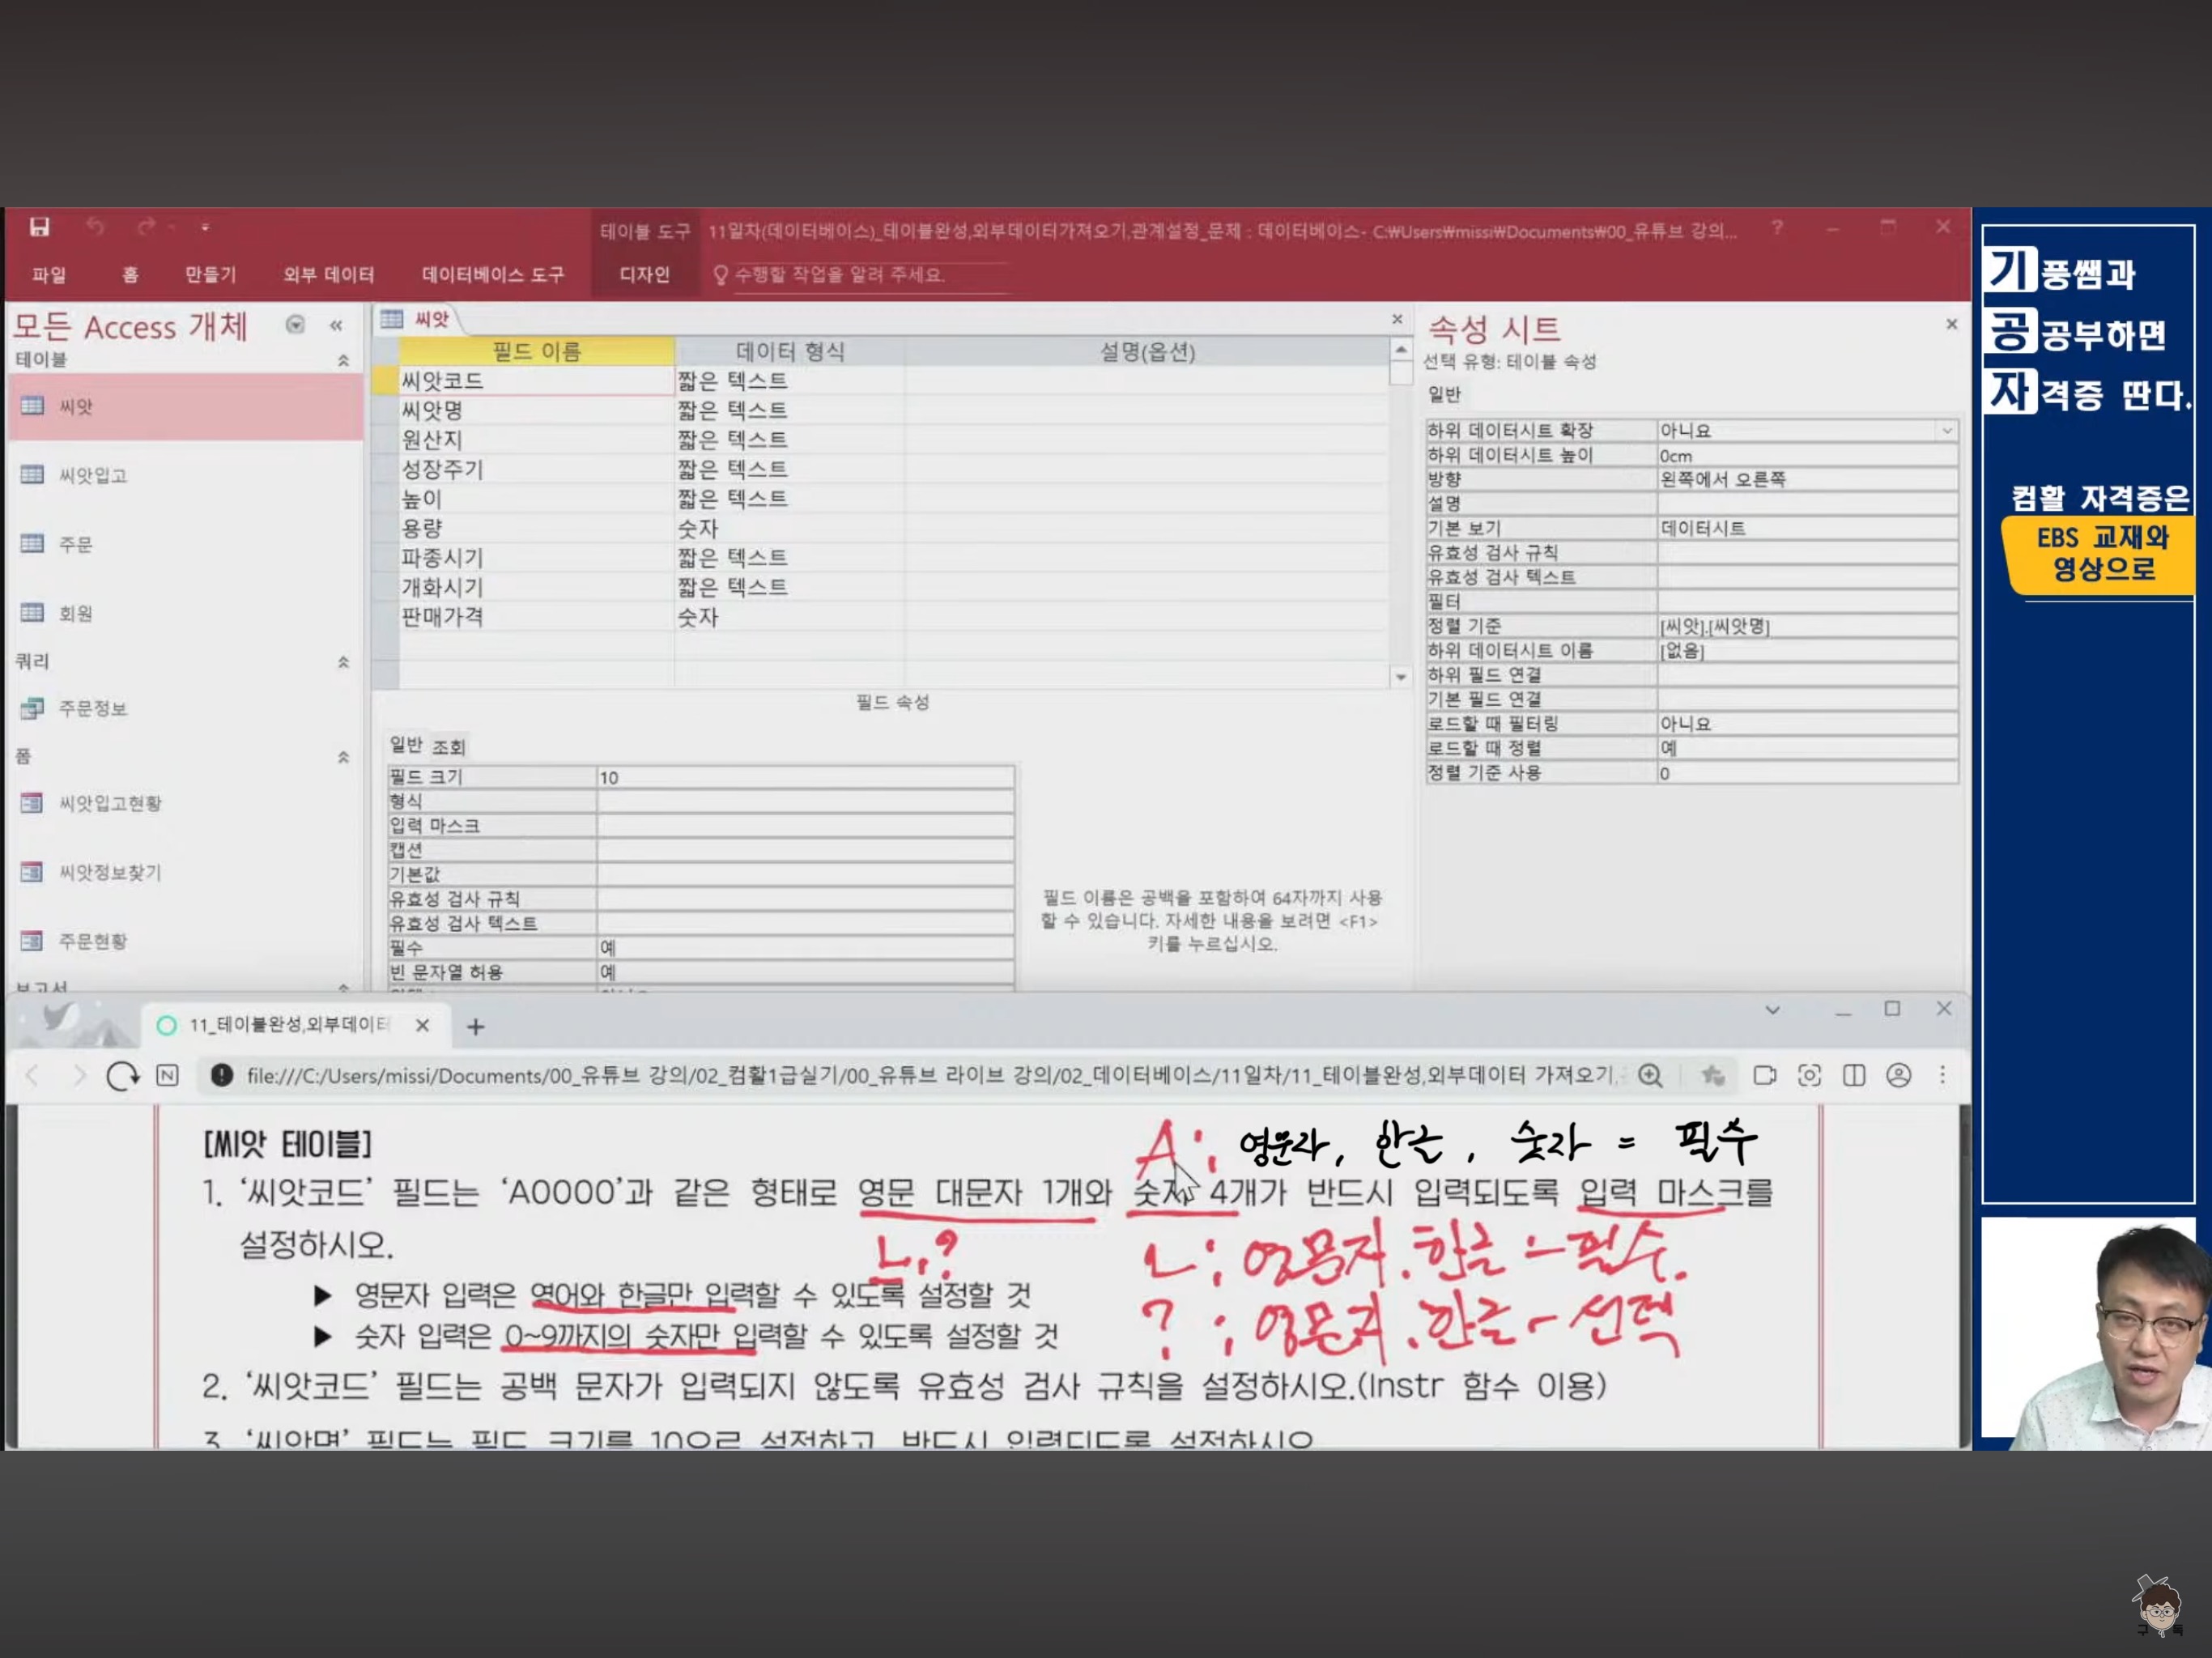 테이블 도구
11일차(데이터베이스)_테이블완성,외부데이터가져오기,관계설정_문제 : 데이터베이스- C:₩Users₩missi₩Documents₩00_유튜브 강의...
파일 홈 만들기 외부 데이터 데이터베이스 도구 디자인 수행할 작업을 알려 주세요.
모든 Access 개체
테이블
씨앗
씨앗입고
주문
회원
쿼리
주문정보
폼
씨앗입고현황
씨앗정보찾기
주문현황
보고서
씨앗
필드 이름 데이터 형식 설명(옵션)
씨앗코드 짧은 텍스트
씨앗명 짧은 텍스트
원산지 짧은 텍스트
성장주기 짧은 텍스트
높이 짧은 텍스트
용량 숫자
파종시기 짧은 텍스트
개화시기 짧은 텍스트
판매가격 숫자
필드 속성
일반 조회
필드 크기 10
형식
입력 마스크
캡션
기본값
유효성 검사 규칙
유효성 검사 텍스트
필수 예
빈 문자열 허용 예
필드 이름은 공백을 포함하여 64자까지 사용
할 수 있습니다. 자세한 내용을 보려면 <F1>
키를 누르십시오.
속성 시트
선택 유형: 테이블 속성
일반
하위 데이터시트 확장 아니요
하위 데이터시트 높이 0cm
방향 왼쪽에서 오른쪽
설명
기본 보기 데이터시트
유효성 검사 규칙
유효성 검사 텍스트
필터
정렬 기준 [씨앗].[씨앗명]
하위 데이터시트 이름 [없음]
하위 필드 연결
기본 필드 연결
로드할 때 필터링 아니요
로드할 때 정렬 예
정렬 기준 사용 0
기풍쌤과
공공부하면
자격증 딴다.
컴활 자격증은
EBS 교재와
영상으로
11_테이블완성,외부데이터
file:///C:/Users/missi/Documents/00_유튜브 강의/02_컴활1급실기/00_유튜브 라이브 강의/02_데이터베이스/11일차/11_테이블완성,외부데이터 가져오기,
[씨앗 테이블]
A: 영문자, 한글, 숫자 = 필수
1. ‘씨앗코드’ 필드는 ‘A0000’과 같은 형태로 영문 대문자 1개와 숫자 4개가 반드시 입력되도록 입력 마스크를
설정하시오.
L,?
L : 영문자.한글 - 필수.
▶ 영문자 입력은 영어와 한글만 입력할 수 있도록 설정할 것
? : 영문자.한글 - 선택
▶ 숫자 입력은 0~9까지의 숫자만 입력할 수 있도록 설정할 것
2. ‘씨앗코드’ 필드는 공백 문자가 입력되지 않도록 유효성 검사 규칙을 설정하시오.(Instr 함수 이용)
3. ‘씨앗명’ 필드는 필드 크기를 10으로 설정하고, 반드시 입력되도록 설정하시오
구독